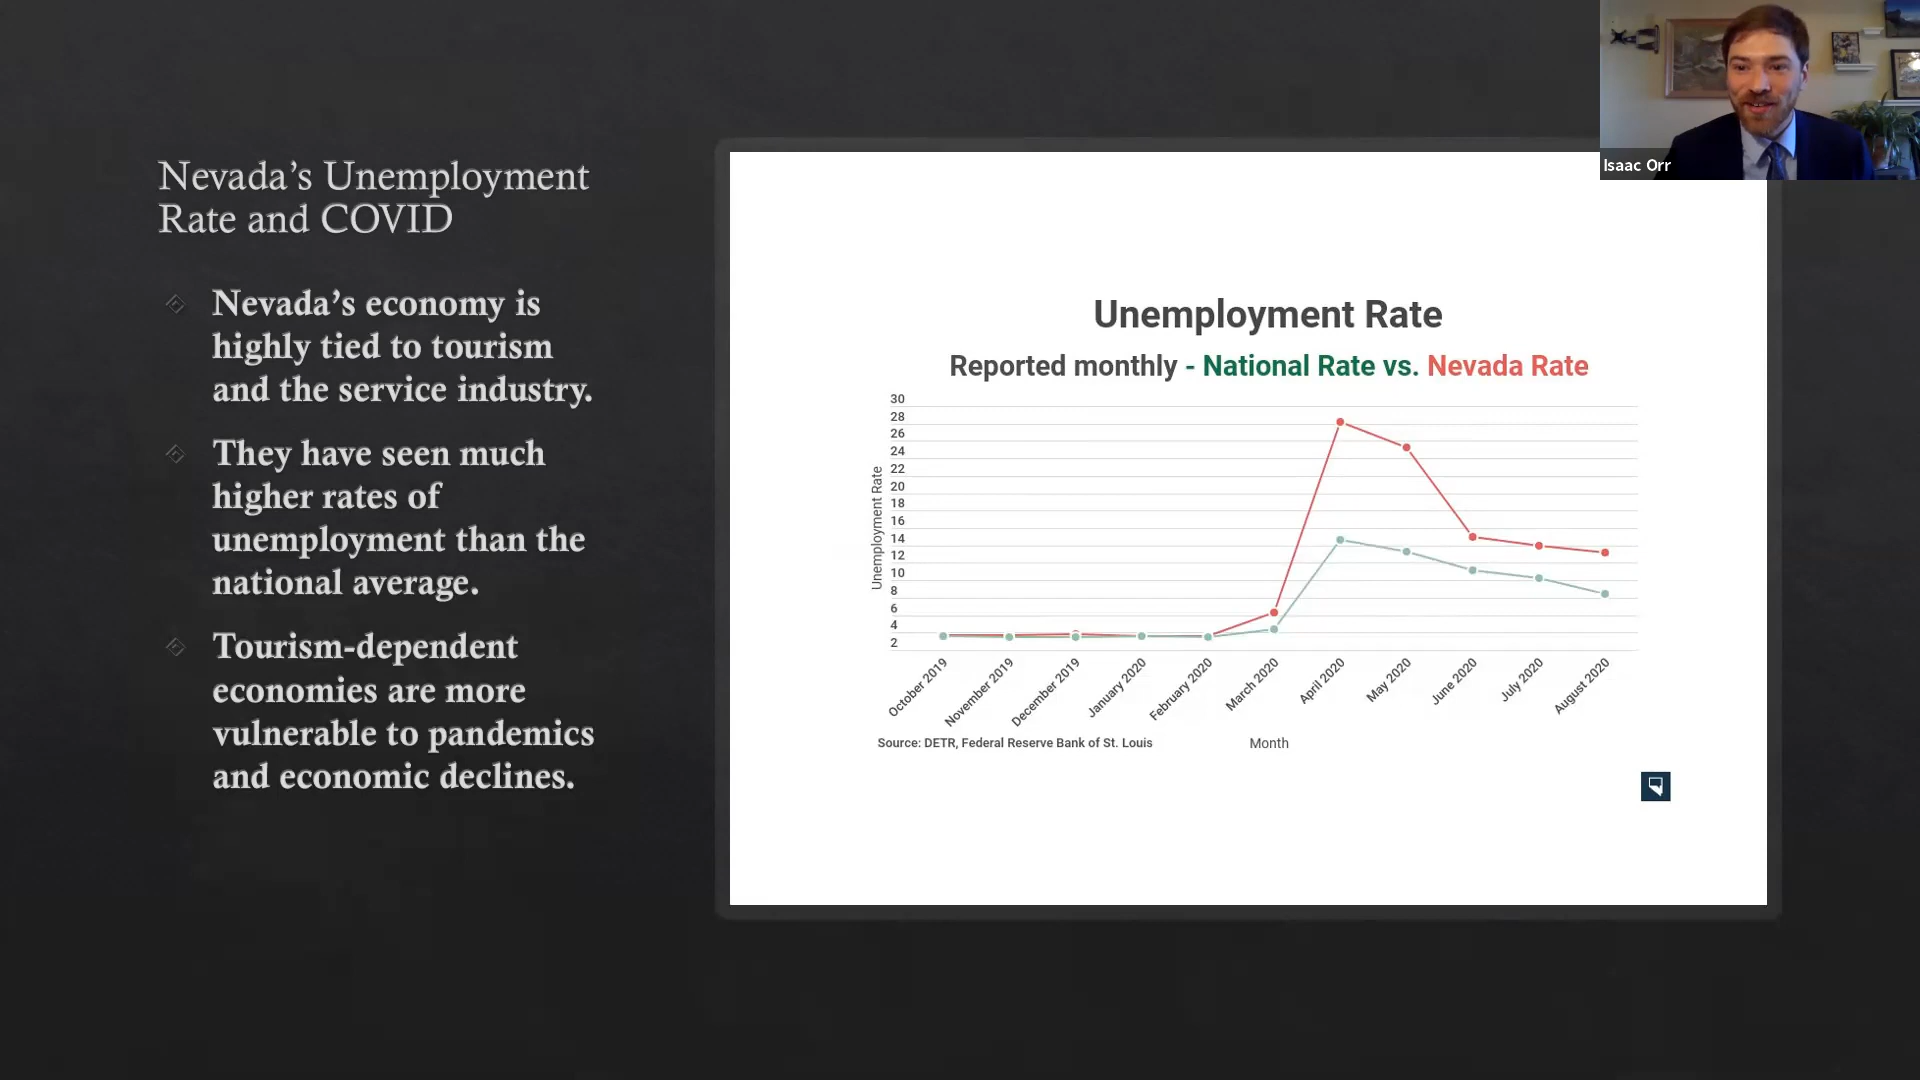 Isaac Orr
Nevada’s Unemployment
Rate and COVID
Nevada’s economy is
highly tied to tourism
and the service industry.
They have seen much
higher rates of
unemployment than the
national average.
Tourism-dependent
economies are more
vulnerable to pandemics
and economic declines.
Unemployment Rate
Reported monthly - National Rate vs. Nevada Rate
Unemployment Rate
30
28
26
24
22
20
18
16
14
12
10
8
6
4
2
October 2019
November 2019
December 2019
January 2020
February 2020
March 2020
April 2020
May 2020
June 2020
July 2020
August 2020
Source: DETR, Federal Reserve Bank of St. Louis
Month